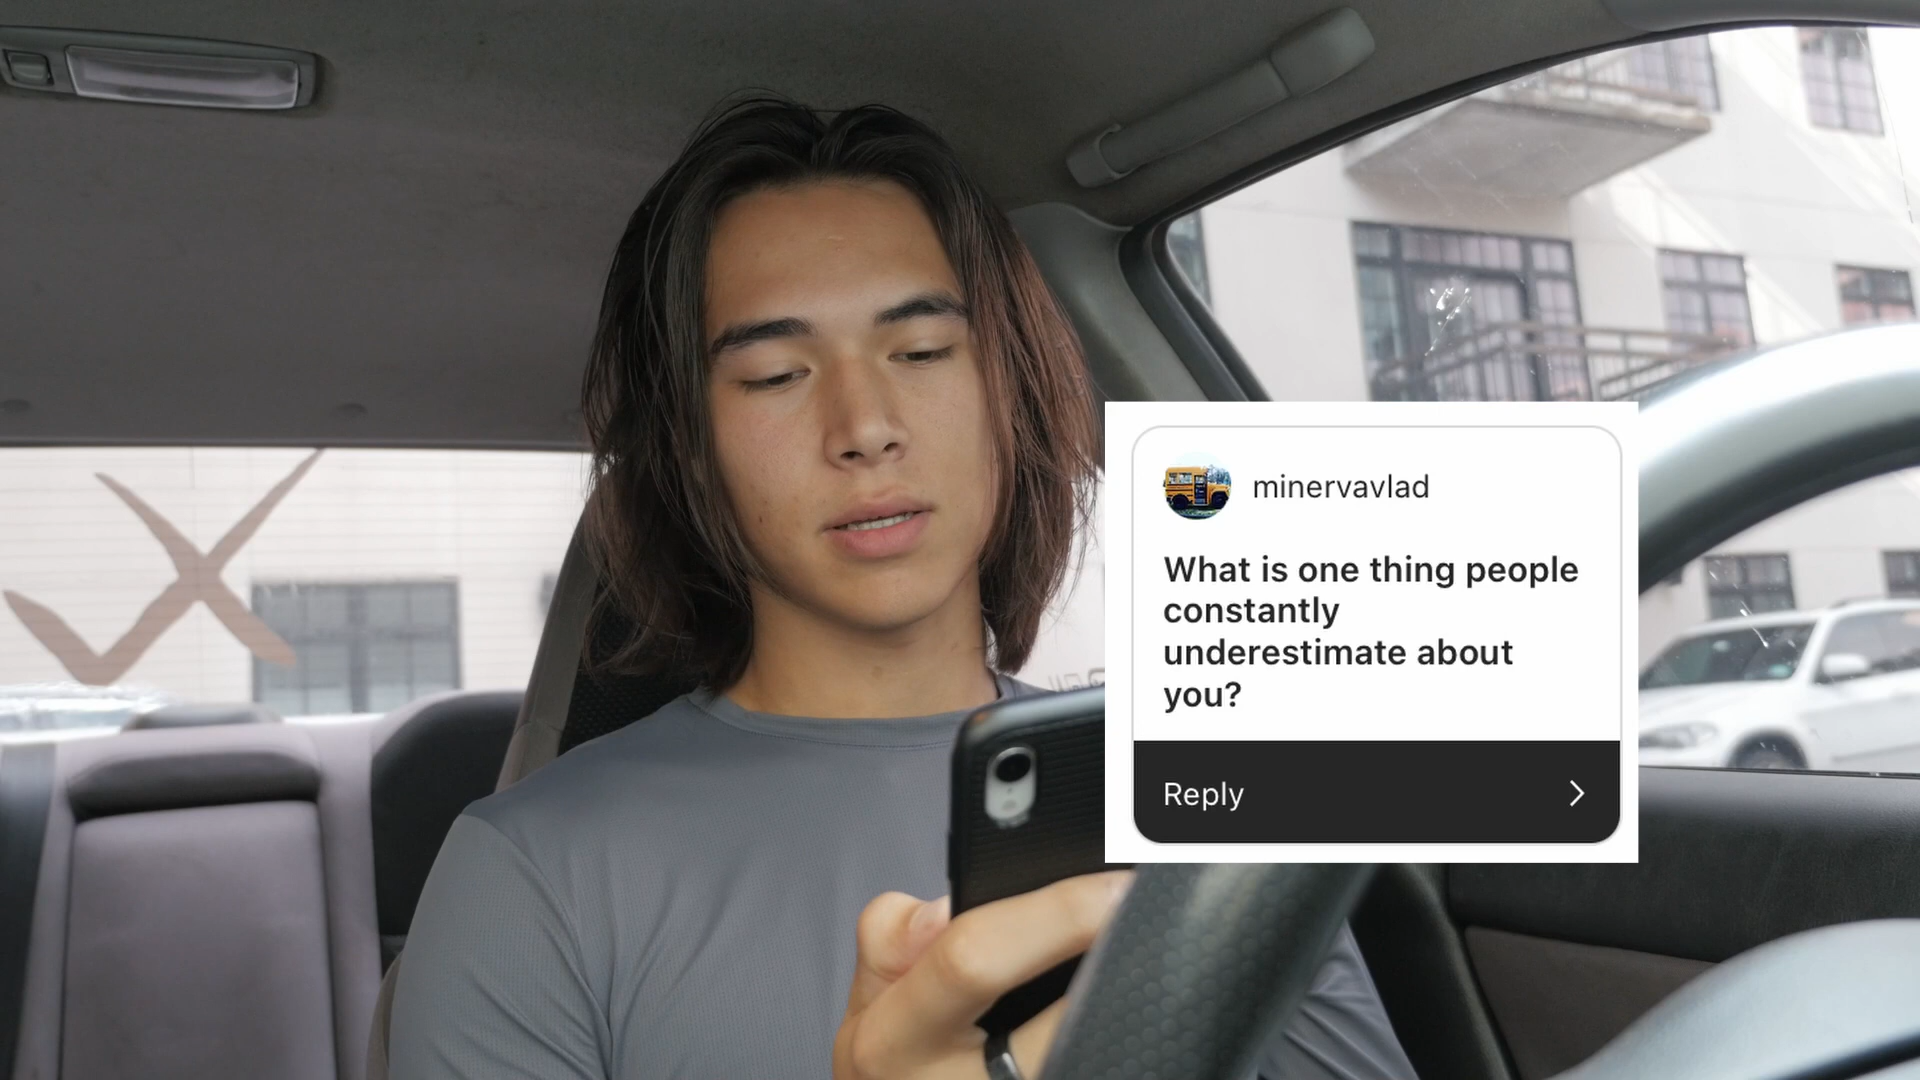 minervavlad
What is one thing people
constantly
underestimate about
you?
Reply